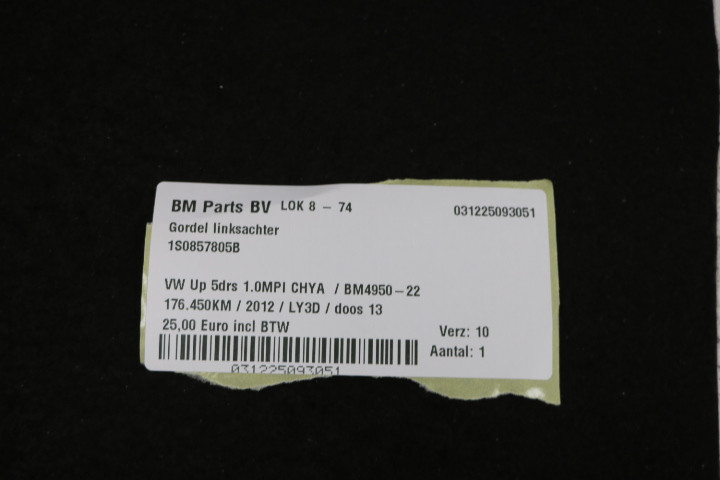 BM Parts BV LOK 8 - 74 031225093051
Gordel linksachter
1S0857805B
VW Up 5drs 1.0MPI CHYA / BM4950-22
176.450KM / 2012 / LY3D / doos 13
25,00 Euro incl BTW Verz: 10
Aantal: 1
031225093051